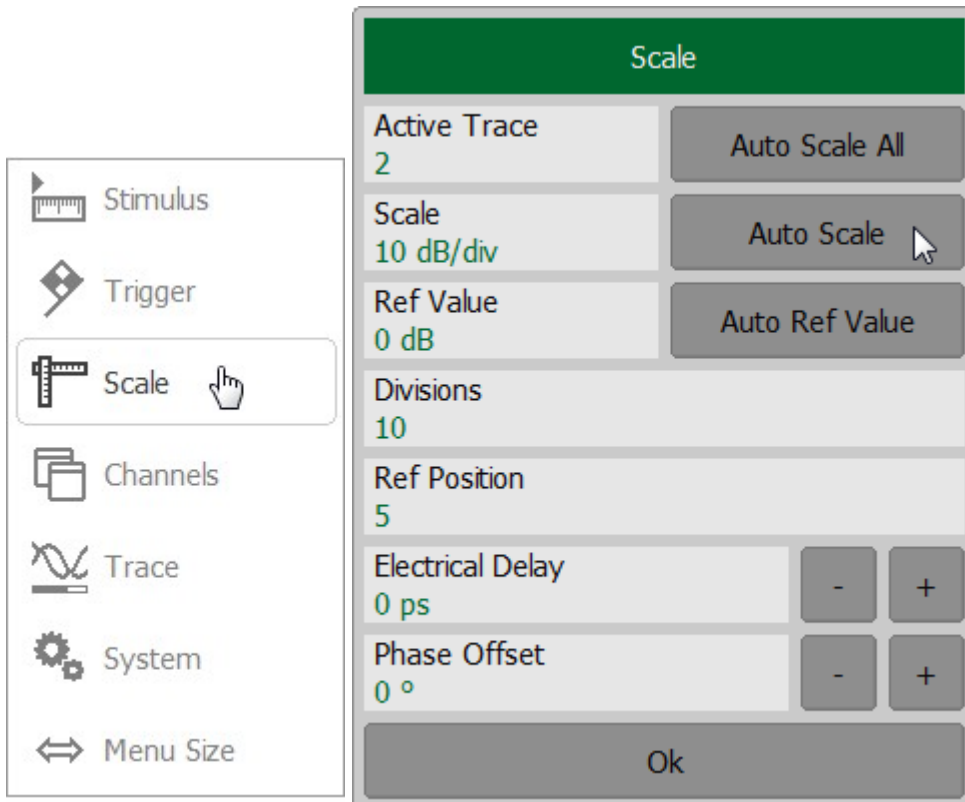 Stimulus
Trigger
Scale
Channels
Trace
System
Menu Size
Scale
Active Trace
2
Auto Scale All
Scale
10 dB/div
Auto Scale
Ref Value
0 dB
Auto Ref Value
Divisions
10
Ref Position
5
Electrical Delay
0 ps
- +
Phase Offset
0 º
- +
Ok